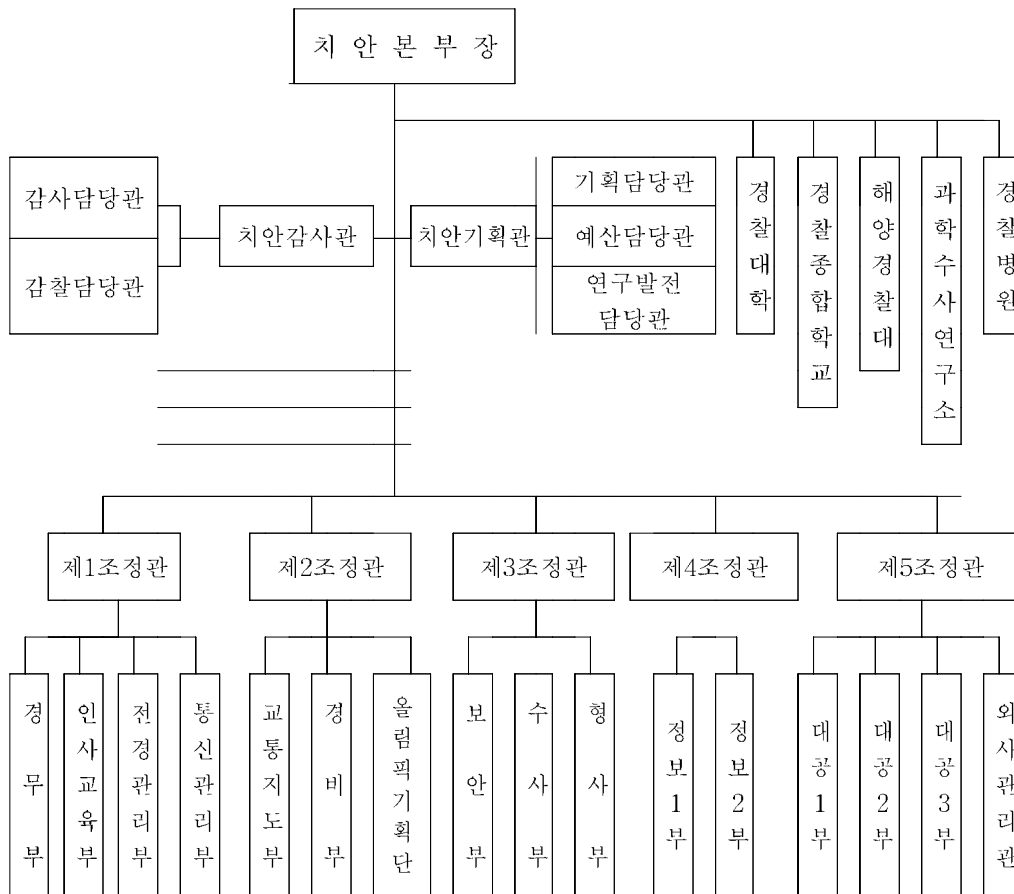 치 안 본 부 장
감사담당관
감찰담당관
치안감사관
치안기획관
기획담당관
예산담당관
연구발전
담당관
경찰대학
경찰종합학교
해양경찰대
과학수사연구소
경찰병원
제1조정관
제2조정관
제3조정관
제4조정관
제5조정관
경무부
인사교육부
전경관리부
통신관리부
교통지도부
경비부
올림픽기획단
보안부
수사부
형사부
정보1부
정보2부
대공1부
대공2부
대공3부
외사관리관